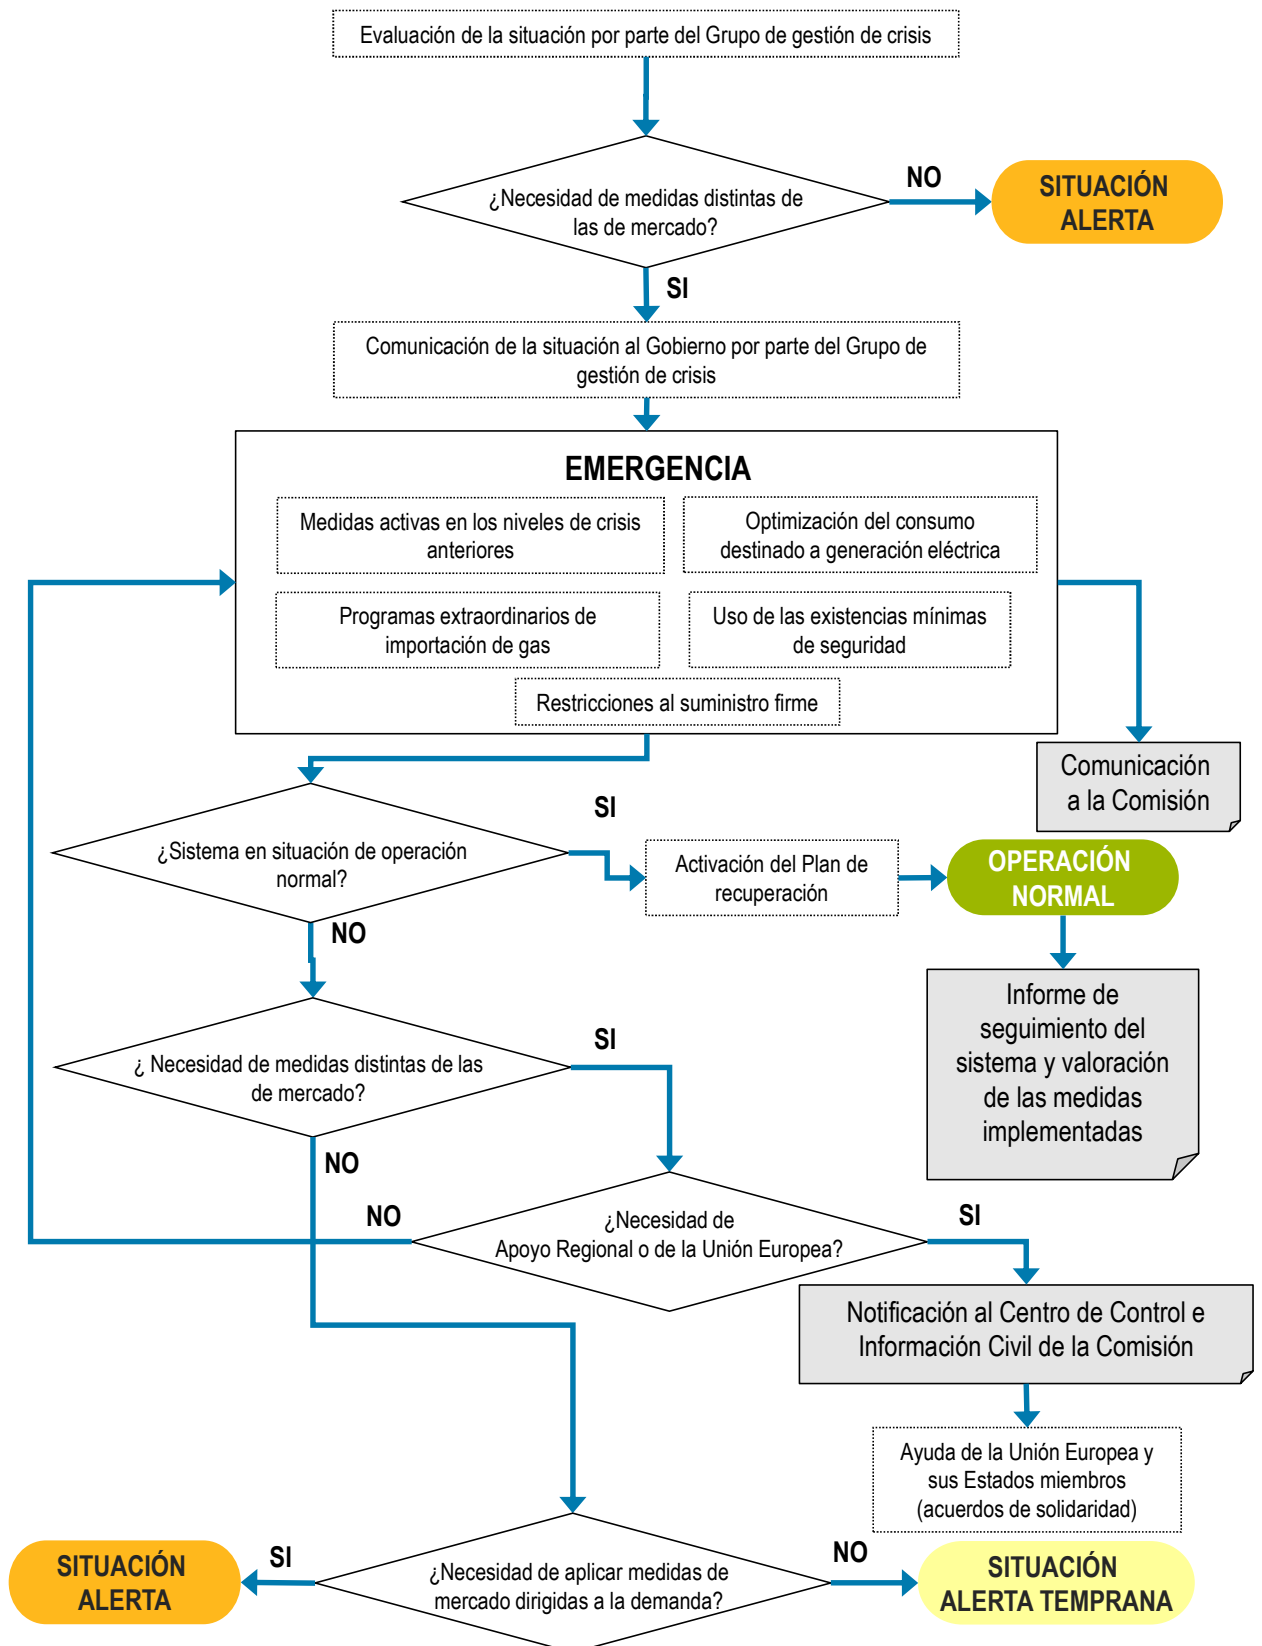 Evaluación de la situación por parte del Grupo de gestión de crisis
¿Necesidad de medidas distintas de
las de mercado?
NO
SITUACIÓN
ALERTA
SI
Comunicación de la situación al Gobierno por parte del Grupo de
gestión de crisis
EMERGENCIA
Medidas activas en los niveles de crisis
anteriores
Optimización del consumo
destinado a generación eléctrica
Programas extraordinarios de
importación de gas
Uso de las existencias mínimas
de seguridad
Restricciones al suministro firme
Comunicación
a la Comisión
¿Sistema en situación de operación
normal?
SI
Activación del Plan de
recuperación
OPERACIÓN
NORMAL
NO
Informe de
seguimiento del
sistema y valoración
de las medidas
implementadas
¿ Necesidad de medidas distintas de las
de mercado?
SI
NO
NO
¿Necesidad de
Apoyo Regional o de la Unión Europea?
SI
Notificación al Centro de Control e
Información Civil de la Comisión
Ayuda de la Unión Europea y
sus Estados miembros
(acuerdos de solidaridad)
SITUACIÓN
ALERTA
SI
¿Necesidad de aplicar medidas de
mercado dirigidas a la demanda?
NO
SITUACIÓN
ALERTA TEMPRANA